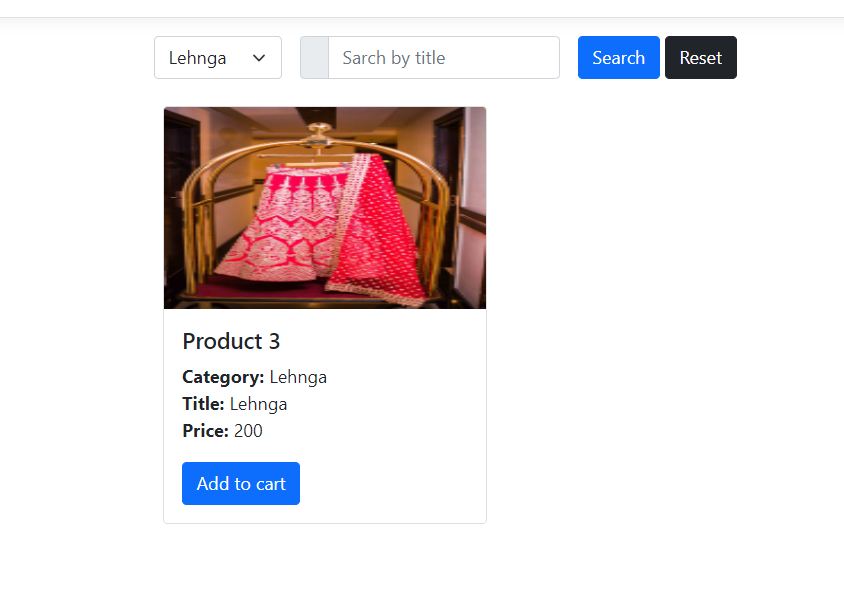 Lehnga
Sarch by title
Search
Reset
Product 3
Category: Lehnga
Title: Lehnga
Price: 200
Add to cart